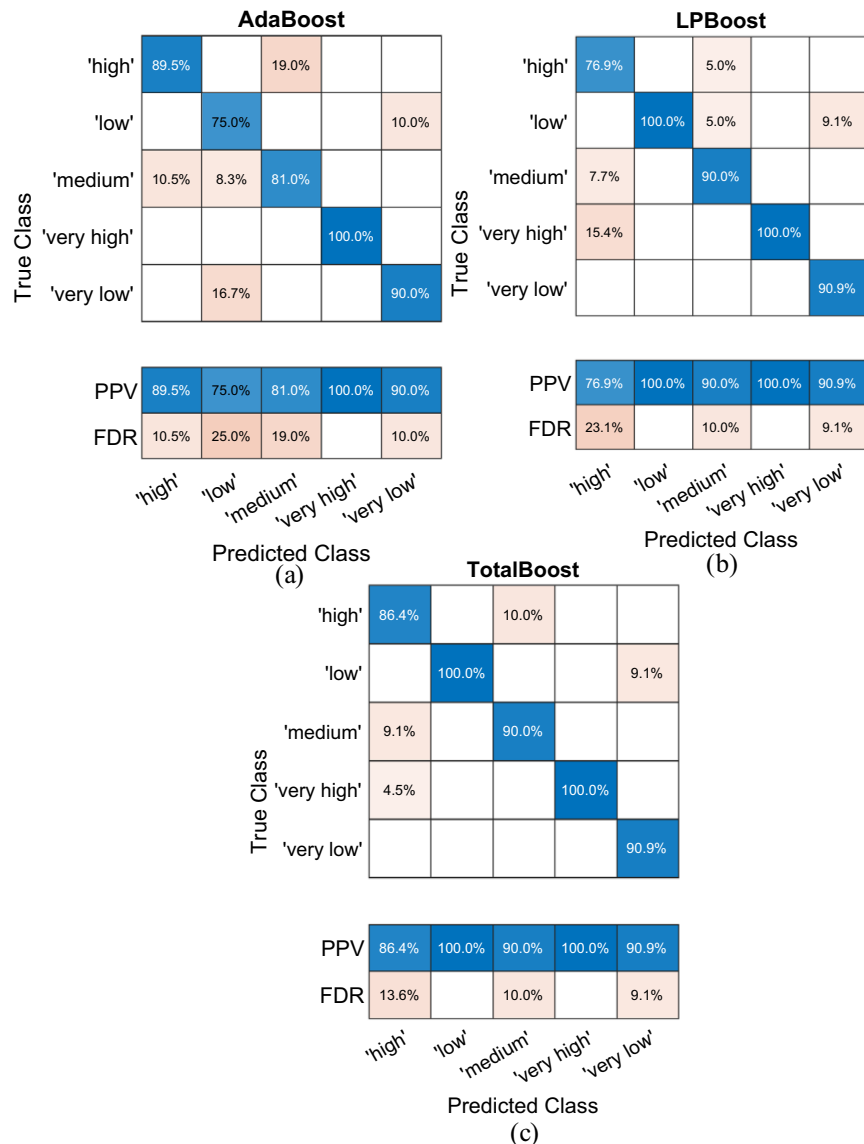 AdaBoost
'high' 89.5% 19.0%
'low' 75.0% 10.0%
'medium' 10.5% 8.3% 81.0%
'very high' 100.0%
'very low' 16.7% 90.0%
True Class
PPV 89.5% 75.0% 81.0% 100.0% 90.0%
FDR 10.5% 25.0% 19.0% 10.0%
'high' 'low' 'medium' 'very high' 'very low'
Predicted Class
(a)
LPBoost
'high' 76.9% 5.0%
'low' 100.0% 5.0% 9.1%
'medium' 7.7% 90.0%
'very high' 15.4% 100.0%
'very low' 90.9%
True Class
PPV 76.9% 100.0% 90.0% 100.0% 90.9%
FDR 23.1% 10.0% 9.1%
'high' 'low' 'medium' 'very high' 'very low'
Predicted Class
(b)
TotalBoost
'high' 86.4% 10.0%
'low' 100.0% 9.1%
'medium' 9.1% 90.0%
'very high' 4.5% 100.0%
'very low' 90.9%
True Class
PPV 86.4% 100.0% 90.0% 100.0% 90.9%
FDR 13.6% 10.0% 9.1%
'high' 'low' 'medium' 'very high' 'very low'
Predicted Class
(c)